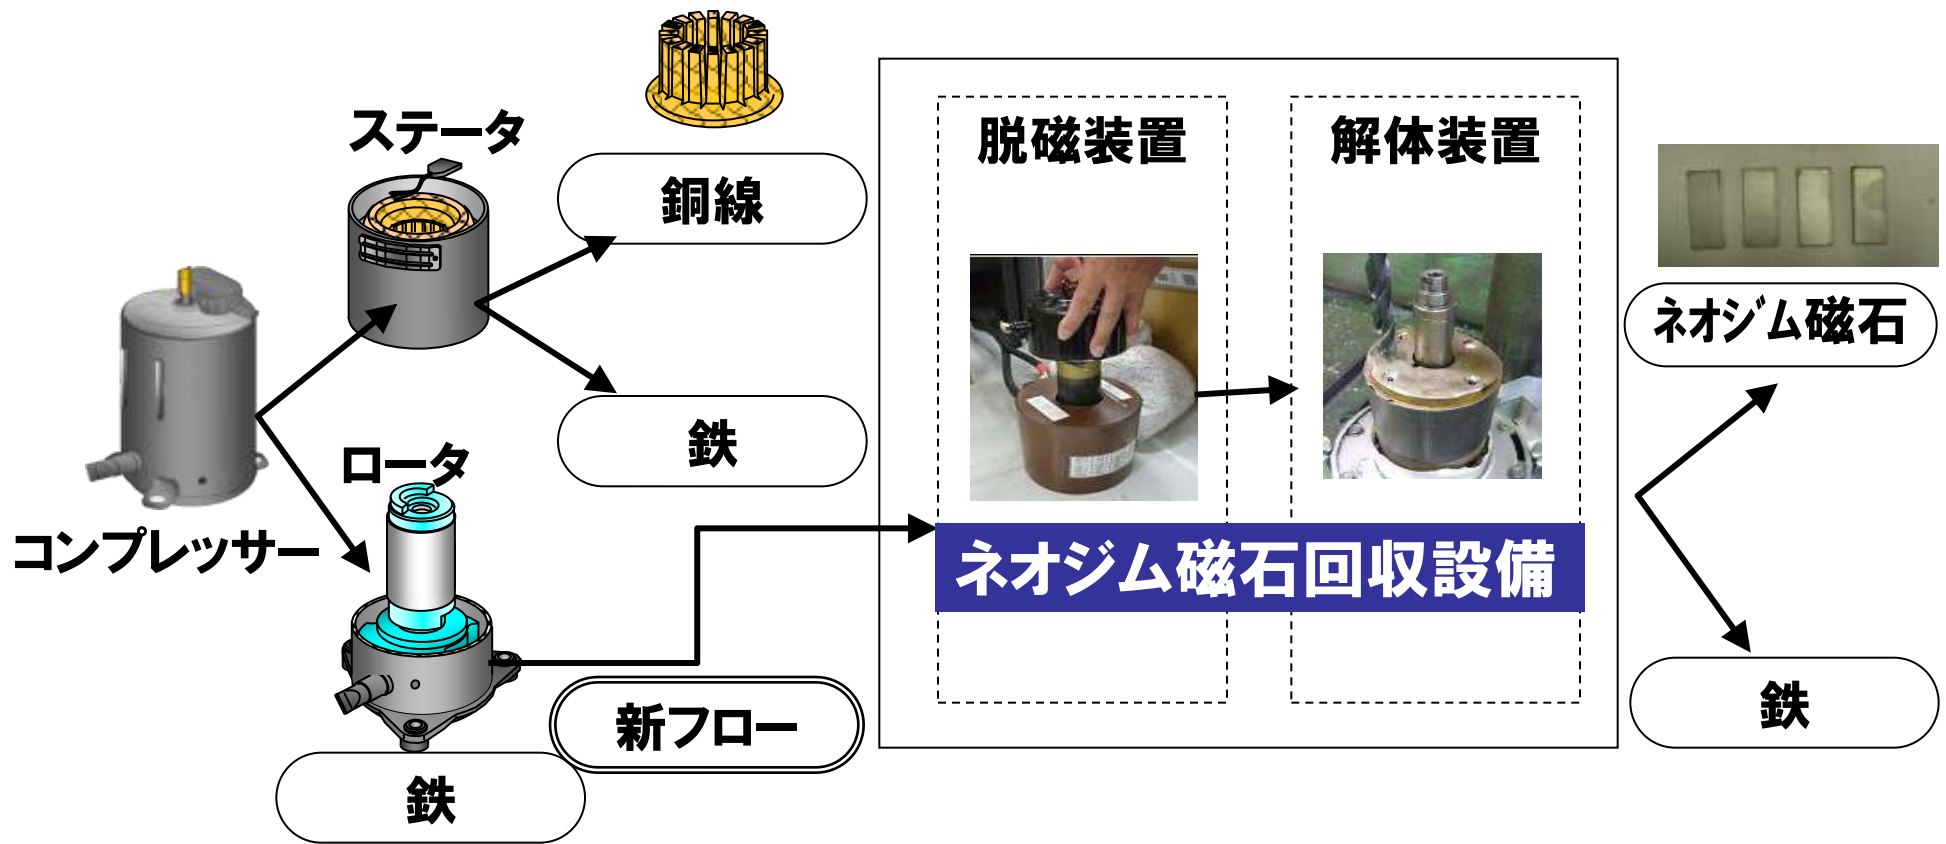 ステータ
銅線
鉄
コンプレッサー
ロータ
鉄
新フロー
脱磁装置
解体装置
ネオジム磁石回収設備
ネオジム磁石
鉄